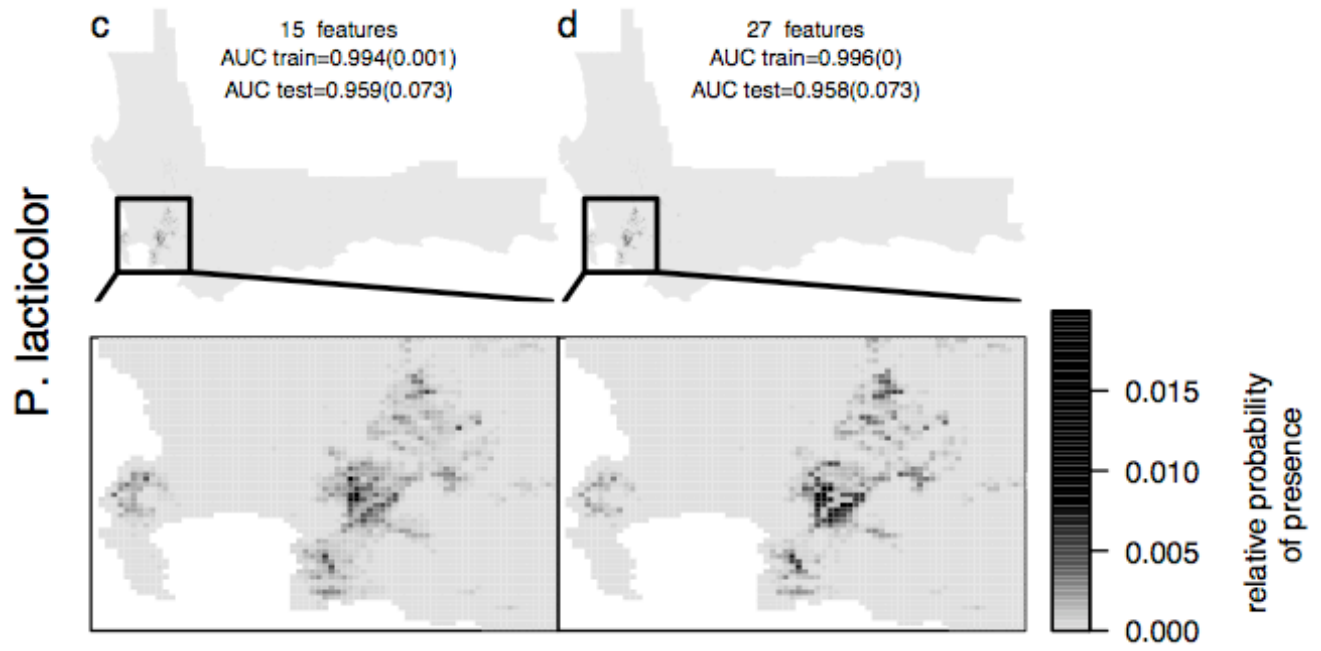 c
15 features
AUC train=0.994(0.001)
AUC test=0.959(0.073)
d
27 features
AUC train=0.996(0)
AUC test=0.958(0.073)
P. lacticolor
0.015
0.010
0.005
0.000
relative probability
of presence